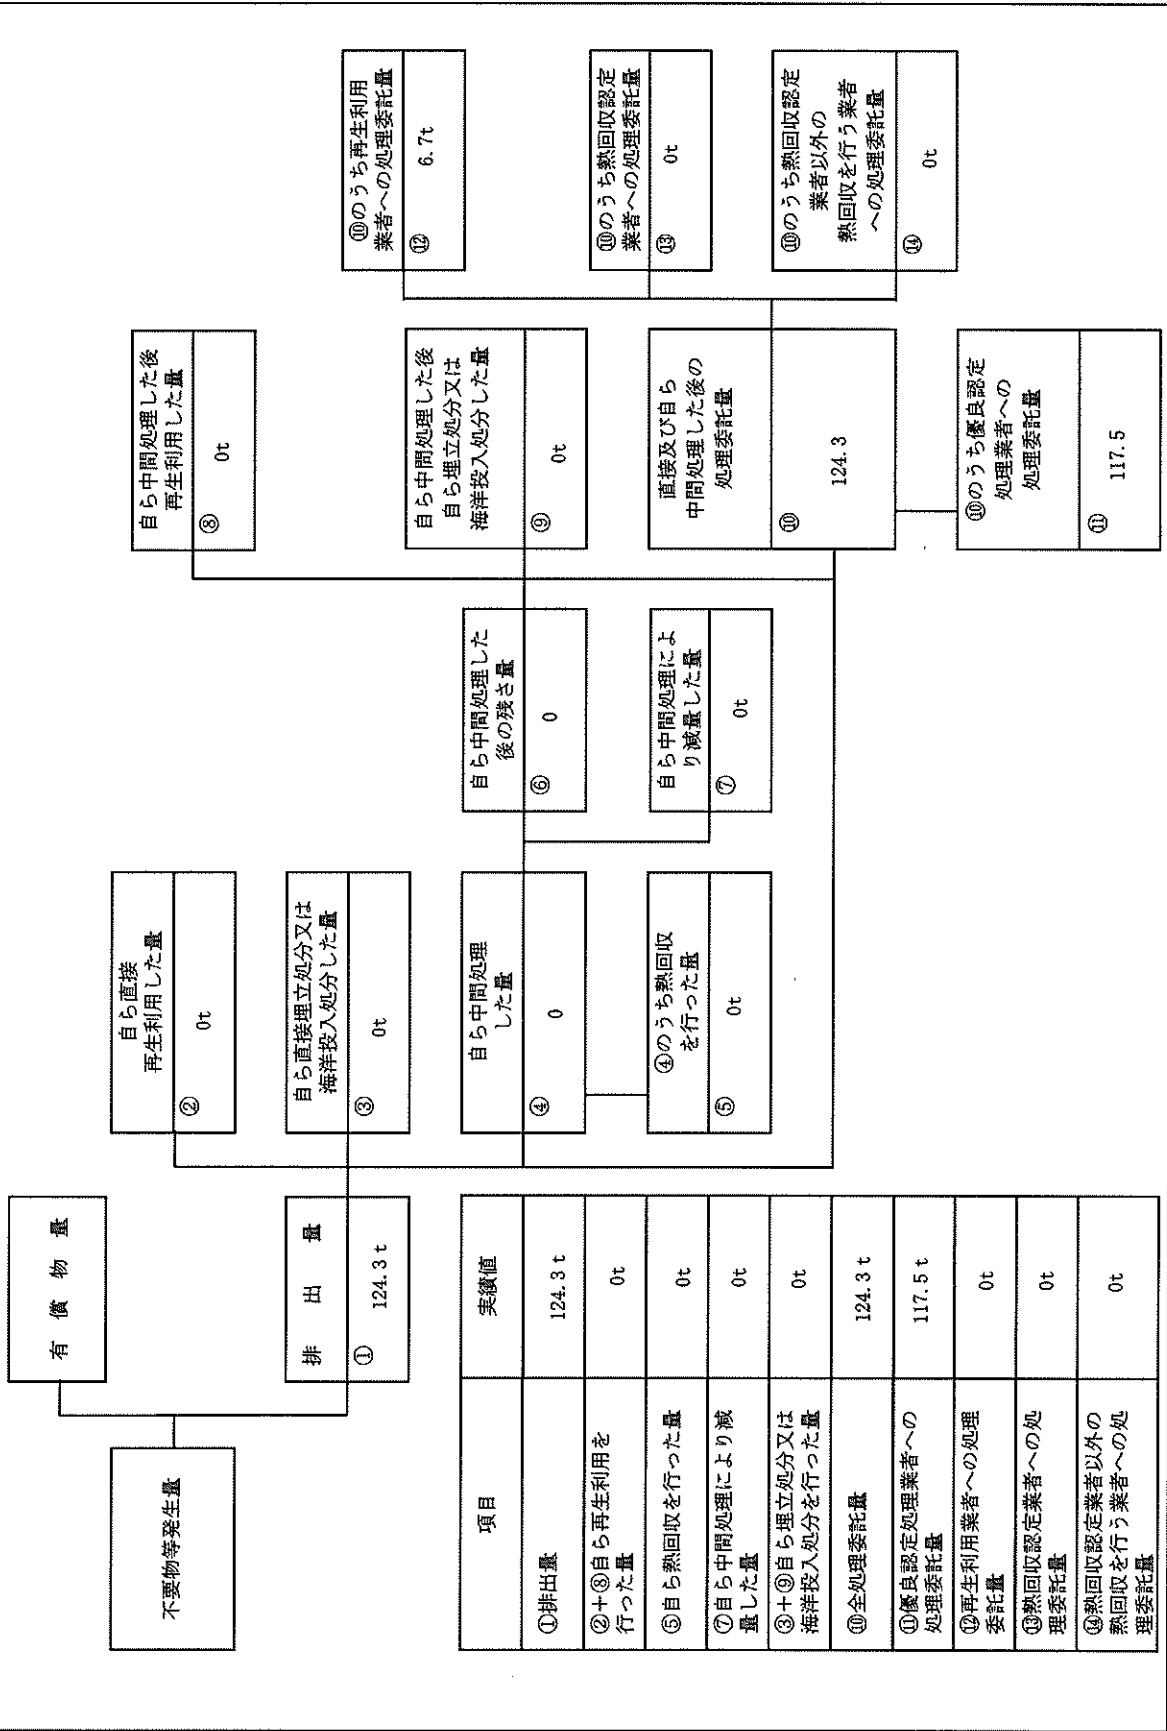 不要物等発生量
有 償 物 量
排 出 量
① 124.3 t
自ら直接
再生利用した量
② 0t
自ら直接埋立処分又は
海洋投入処分した量
③ 0t
自ら中間処理
した量
④ 0
④のうち熱回収
を行った量
⑤ 0t
自ら中間処理した
後の残さ量
⑥ 0
自ら中間処理によ
り減量した量
⑦ 0t
自ら中間処理した後
再生利用した量
⑧ 0t
自ら中間処理した後
自ら埋立処分又は
海洋投入処分した量
⑨ 0t
直接及び自ら
中間処理した後の
処理委託量
⑩ 124.3
⑩のうち優良認定
処理業者への
処理委託量
⑪ 117.5
⑩のうち再生利用
業者への処理委託量
⑫ 6.7t
⑩のうち熱回収認定
業者への処理委託量
⑬ 0t
⑩のうち熱回収認定
業者以外の
熱回収を行う業者
への処理委託量
⑭ 0t
項目 実績値
①排出量 124.3 t
②+⑧自ら再生利用を
行った量 0t
⑤自ら熱回収を行った量 0t
⑦自ら中間処理により減
量した量 0t
③+⑨自ら埋立処分又は
海洋投入処分を行った量 0t
⑩全処理委託量 124.3 t
⑪優良認定処理業者への
処理委託量 117.5 t
⑫再生利用業者への処理
委託量 0t
⑬熱回収認定業者への処
理委託量 0t
⑭熱回収認定業者以外の
熱回収を行う業者への処
理委託量 0t